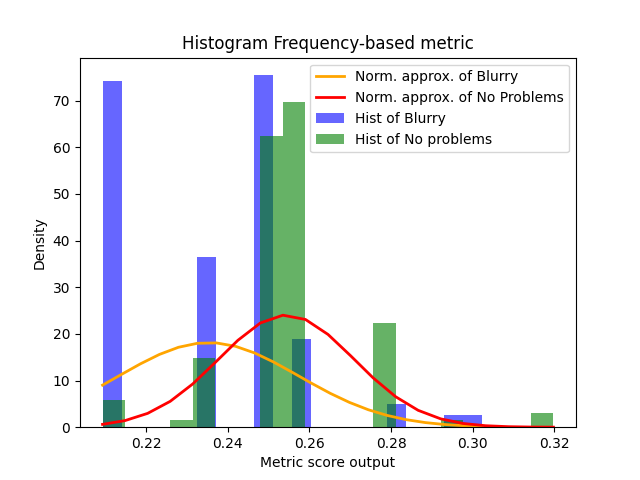 Histogram Frequency-based metric
Norm. approx. of Blurry
Norm. approx. of No Problems
Hist of Blurry
Hist of No problems
70
60
50
40
30
20
10
0
Density
0.22 0.24 0.26 0.28 0.30 0.32
Metric score output